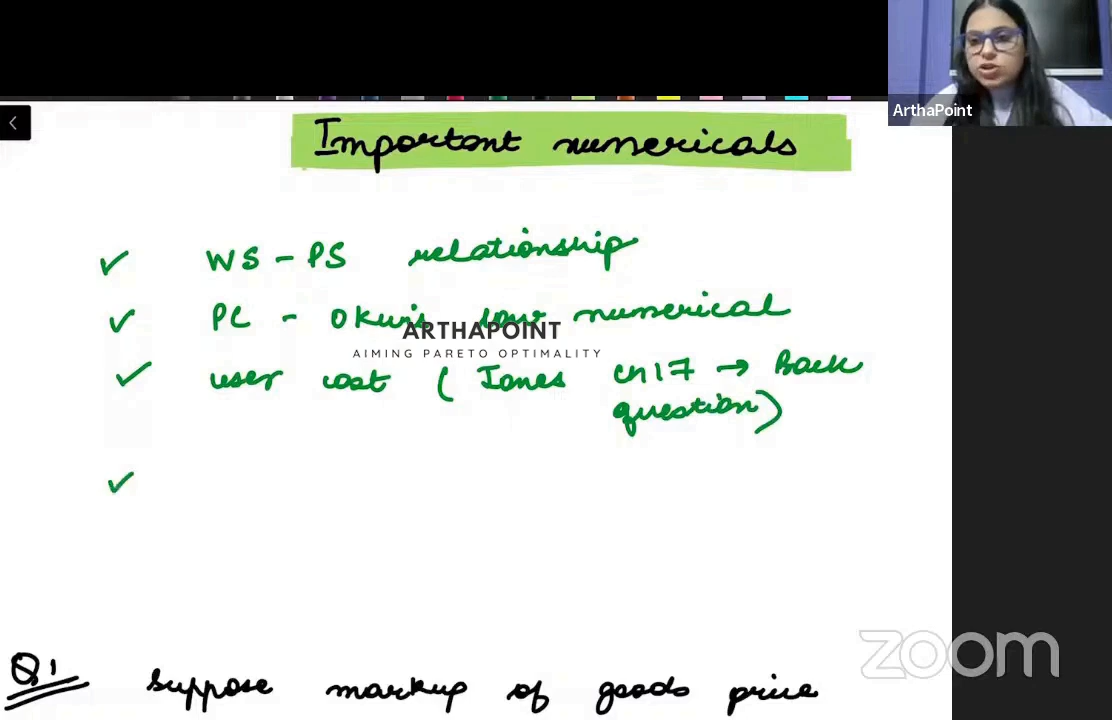 ArthaPoint
Important numericals
✓ WS - PS relationship
✓ PC - Okun's law numerical
ARTHAPOINT
AIMING PARETO OPTIMALITY
✓ user cost ( Jones ch17 → Back
question)
✓
zoom
Q1 suppose markup of goods price